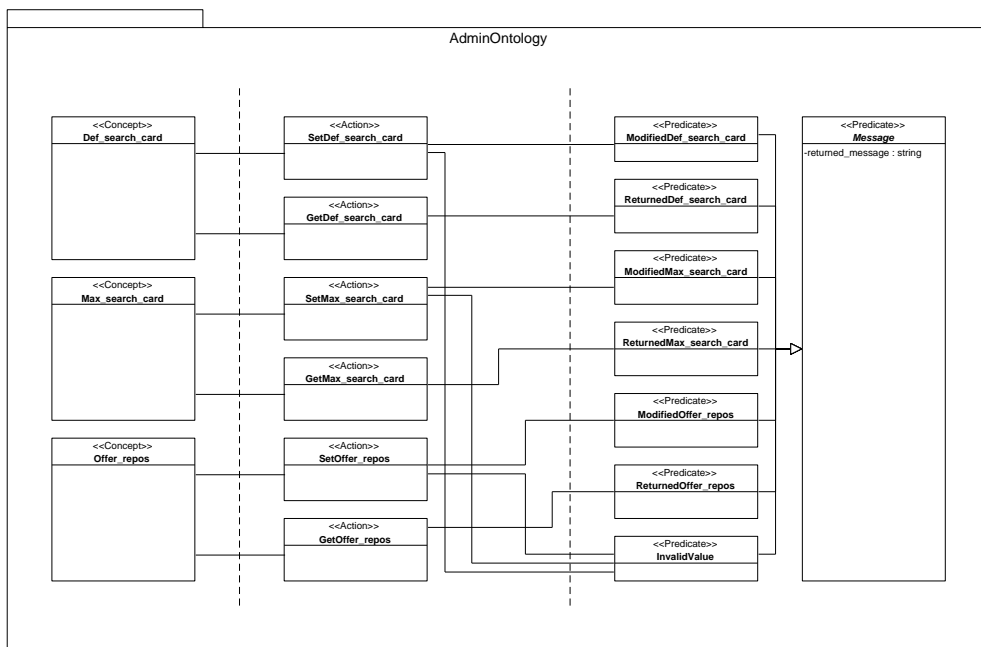 AdminOntology
<<Concept>>
Def_search_card
<<Concept>>
Max_search_card
<<Concept>>
Offer_repos
<<Action>>
SetDef_search_card
<<Action>>
GetDef_search_card
<<Action>>
SetMax_search_card
<<Action>>
GetMax_search_card
<<Action>>
SetOffer_repos
<<Action>>
GetOffer_repos
<<Predicate>>
ModifiedDef_search_card
<<Predicate>>
ReturnedDef_search_card
<<Predicate>>
ModifiedMax_search_card
<<Predicate>>
ReturnedMax_search_card
<<Predicate>>
ModifiedOffer_repos
<<Predicate>>
ReturnedOffer_repos
<<Predicate>>
InvalidValue
<<Predicate>>
Message
-returned_message : string